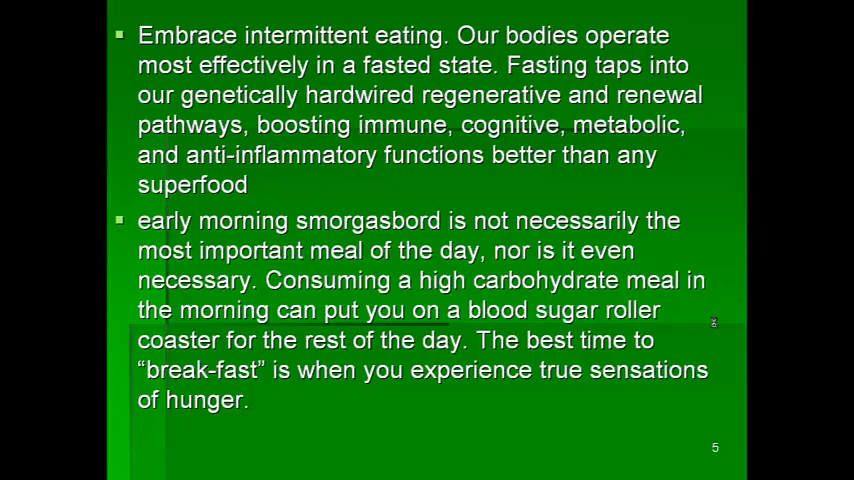 Embrace intermittent eating. Our bodies operate
most effectively in a fasted state. Fasting taps into
our genetically hardwired regenerative and renewal
pathways, boosting immune, cognitive, metabolic,
and anti-inflammatory functions better than any
superfood
early morning smorgasbord is not necessarily the
most important meal of the day, nor is it even
necessary. Consuming a high carbohydrate meal in
the morning can put you on a blood sugar roller
coaster for the rest of the day. The best time to
“break-fast” is when you experience true sensations
of hunger.
5